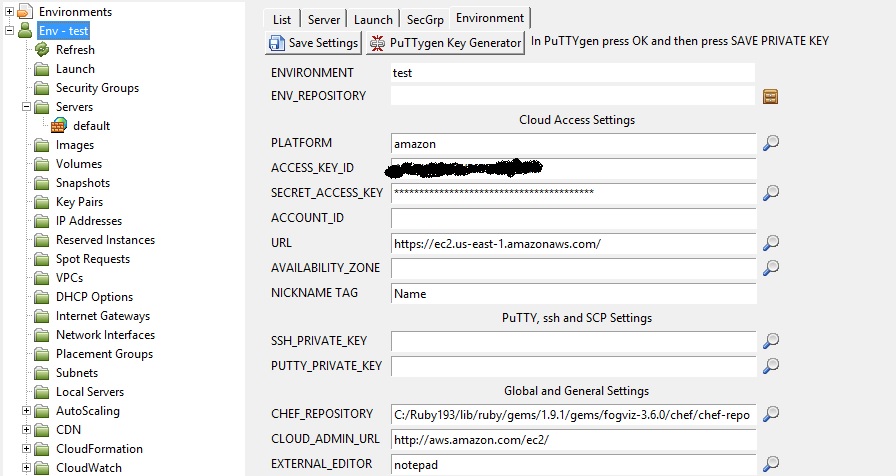 Environments
Env - test
Refresh
Launch
Security Groups
Servers
default
Images
Volumes
Snapshots
Key Pairs
IP Addresses
Reserved Instances
Spot Requests
VPCs
DHCP Options
Internet Gateways
Network Interfaces
Placement Groups
Subnets
Local Servers
AutoScaling
CDN
CloudFormation
CloudWatch
List Server Launch SecGrp Environment
Save Settings PuTTygen Key Generator In PuTTYgen press OK and then press SAVE PRIVATE KEY
ENVIRONMENT test
ENV_REPOSITORY
Cloud Access Settings
PLATFORM amazon
ACCESS_KEY_ID
SECRET_ACCESS_KEY ****************************************
ACCOUNT_ID
URL https://ec2.us-east-1.amazonaws.com/
AVAILABILITY_ZONE
NICKNAME TAG Name
PuTTY, ssh and SCP Settings
SSH_PRIVATE_KEY
PUTTY_PRIVATE_KEY
Global and General Settings
CHEF_REPOSITORY C:/Ruby193/lib/ruby/gems/1.9.1/gems/fogviz-3.6.0/chef/chef-repo
CLOUD_ADMIN_URL http://aws.amazon.com/ec2/
EXTERNAL_EDITOR notepad